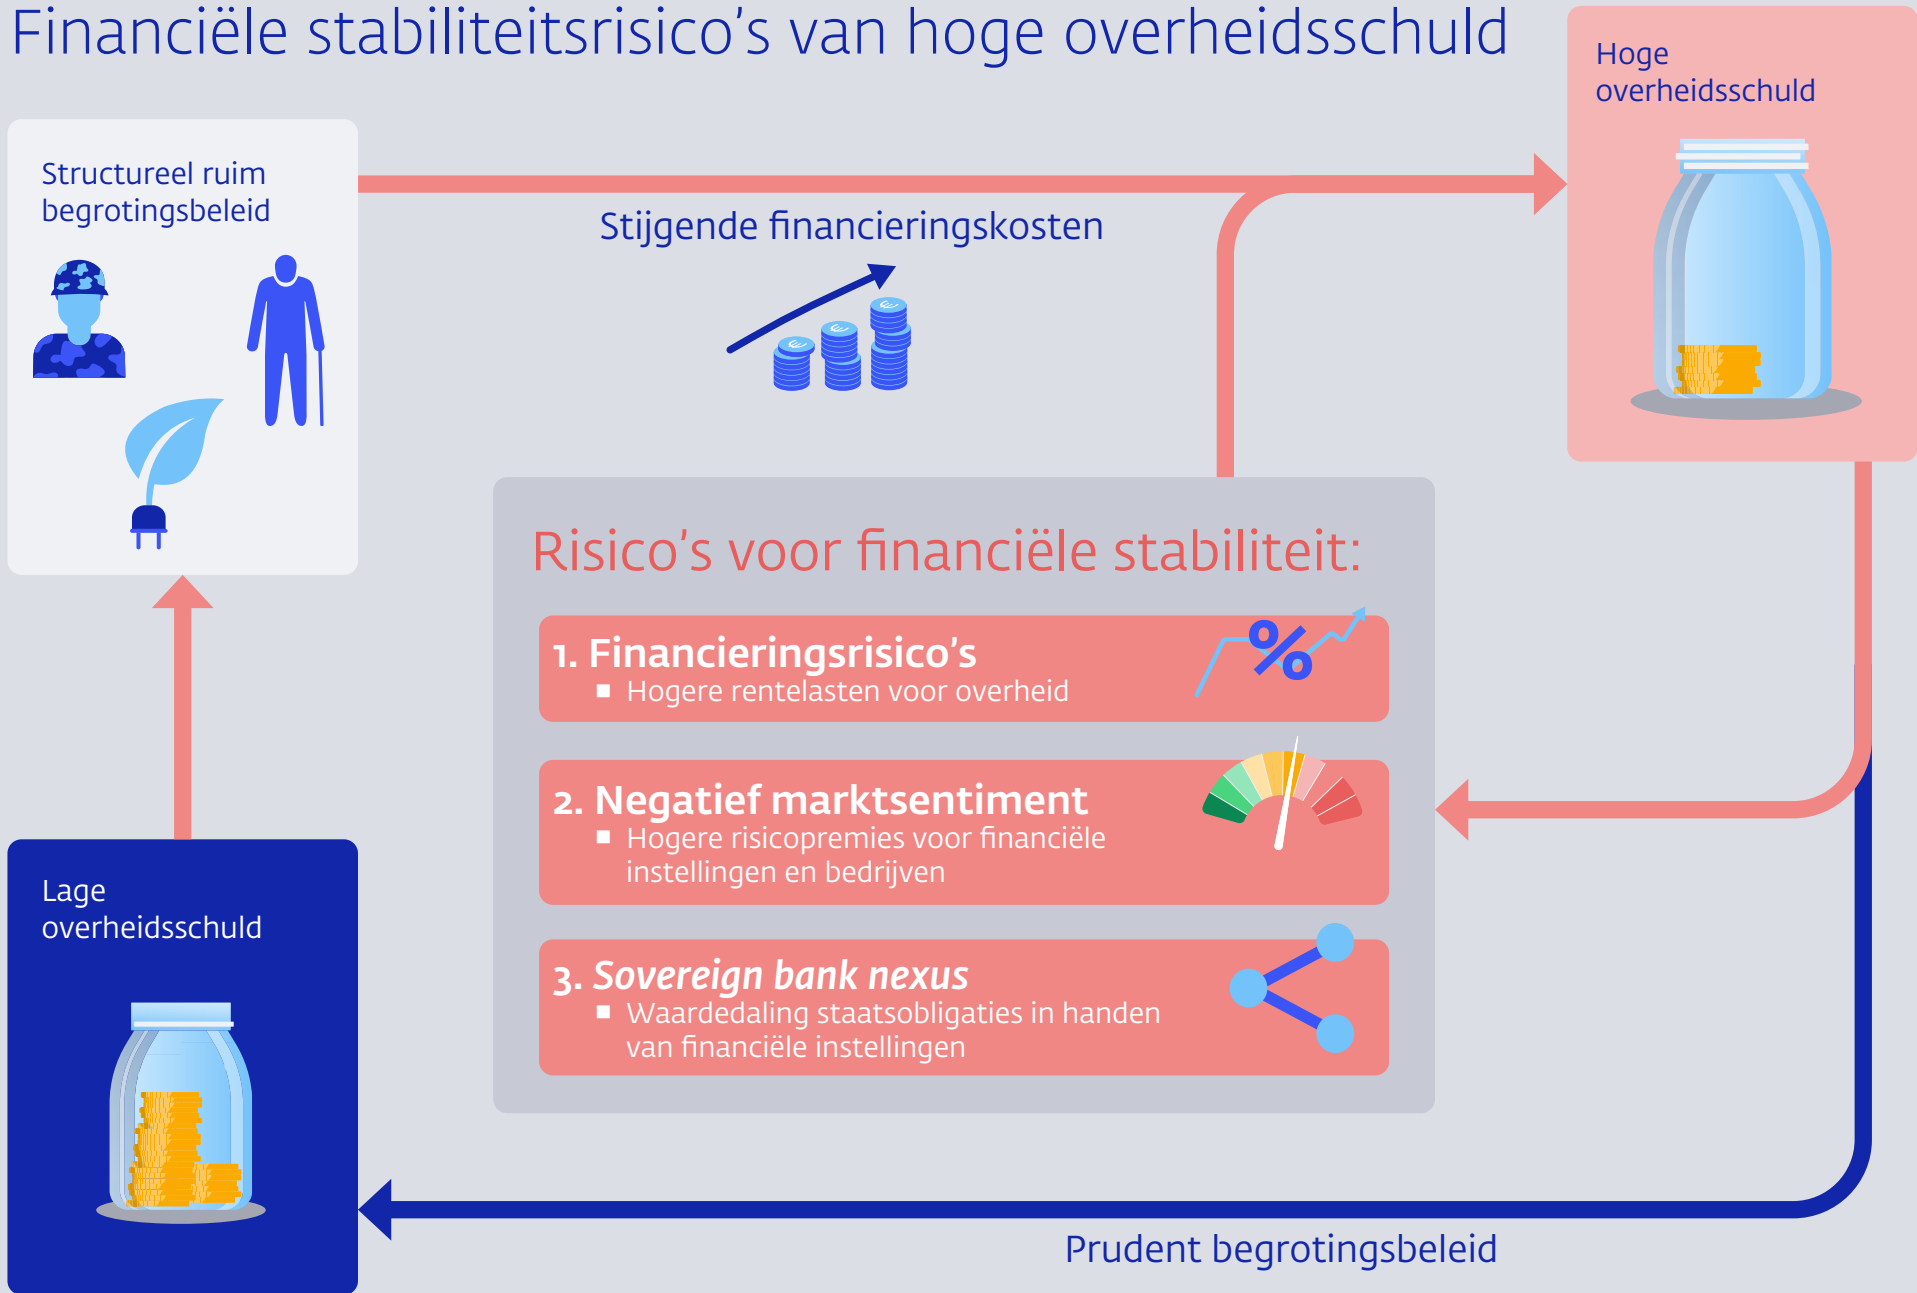 Financiële stabiliteitsrisico's van hoge overheidsschuld
Hoge
overheidsschuld
Structureel ruim
begrotingsbeleid
Stijgende financieringskosten
Risico's voor financiële stabiliteit:
1. Financieringsrisico's
▪ Hogere rentelasten voor overheid
%
2. Negatief marktsentiment
▪ Hogere risicopremies voor financiële
instellingen en bedrijven
3. Sovereign bank nexus
▪ Waardedaling staatsobligaties in handen
van financiële instellingen
Lage
overheidsschuld
Prudent begrotingsbeleid